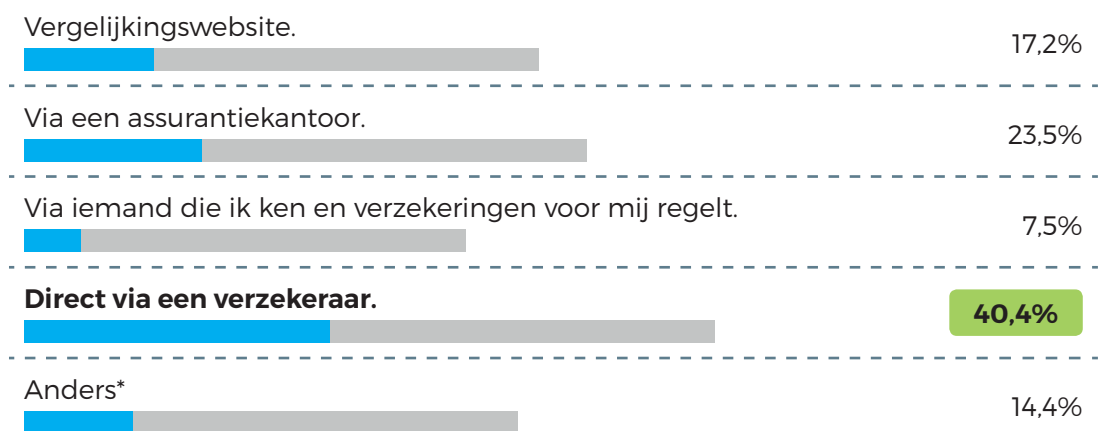 Vergelijkingswebsite.
17,2%
Via een assurantiekantoor.
23,5%
Via iemand die ik ken en verzekeringen voor mij regelt.
7,5%
Direct via een verzekeraar.
40,4%
Anders*
14,4%